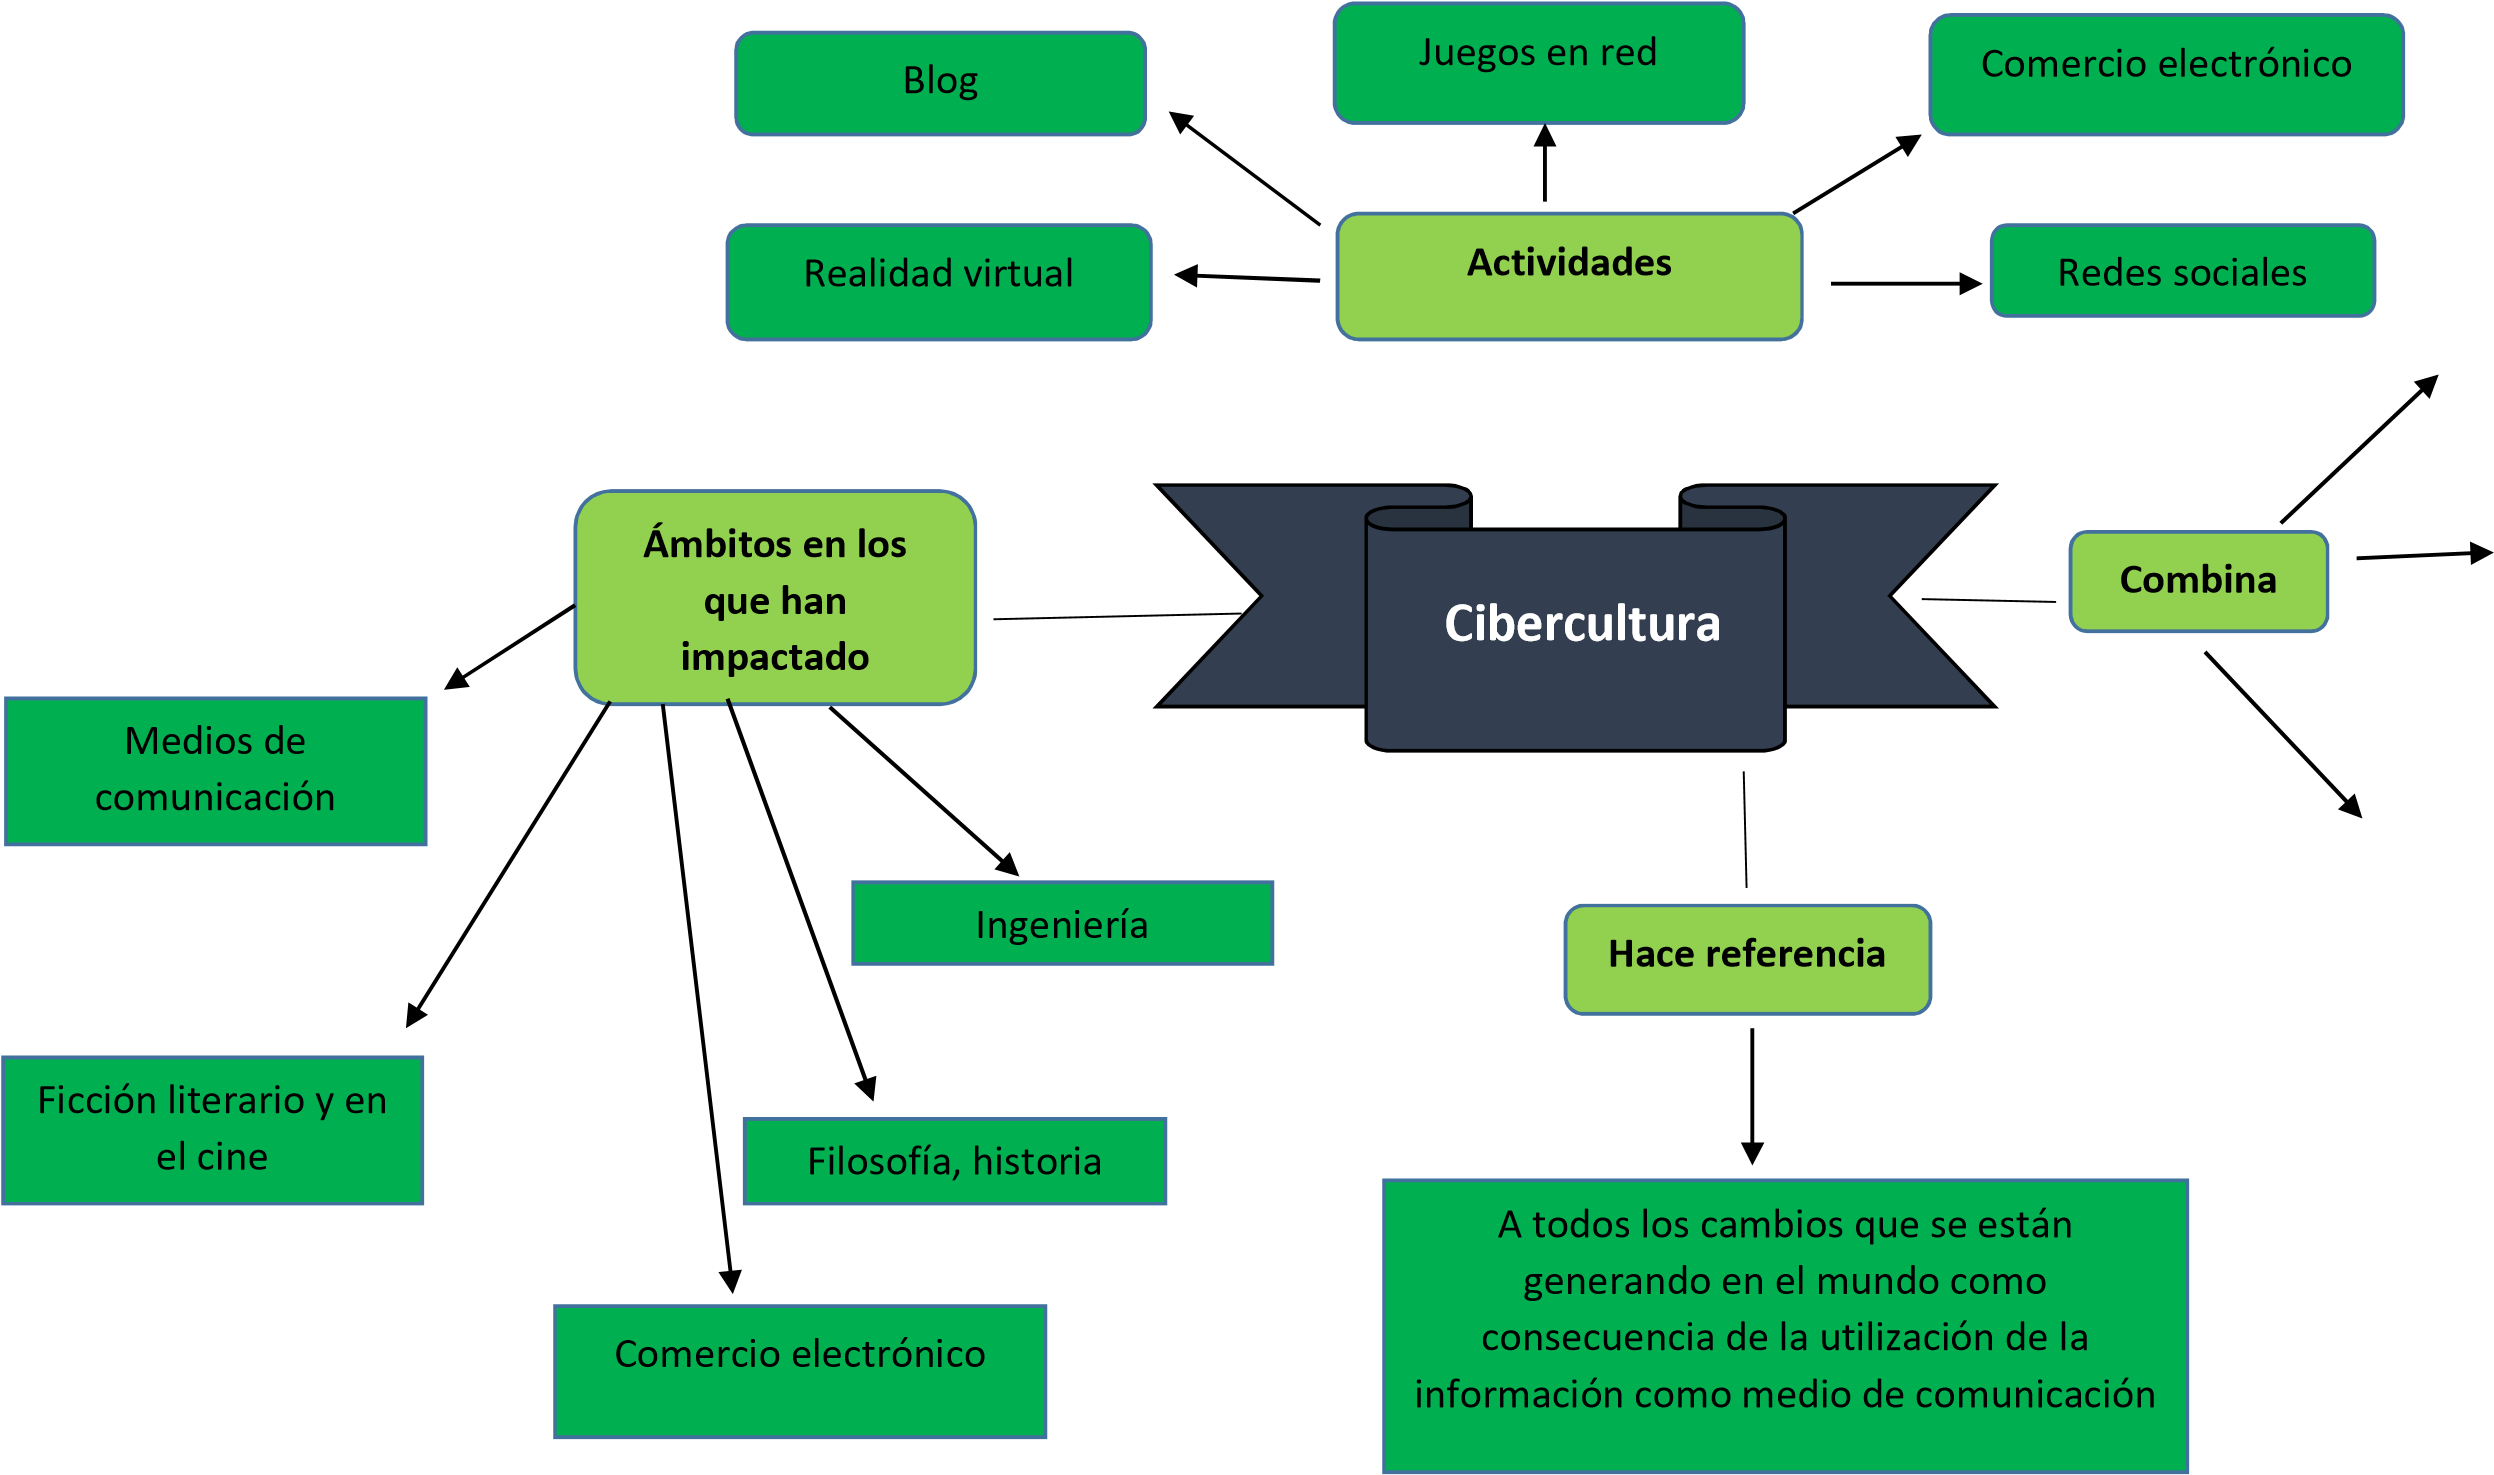 Blog
Juegos en red
Comercio electrónico
Realidad virtual
Actividades
Redes sociales
Ámbitos en los
que han
impactado
Cibercultura
Combina
Medios de
comunicación
Ingeniería
Hace referencia
Ficción literario y en
el cine
Filosofía, historia
Comercio electrónico
A todos los cambios que se están
generando en el mundo como
consecuencia de la utilización de la
información como medio de comunicación